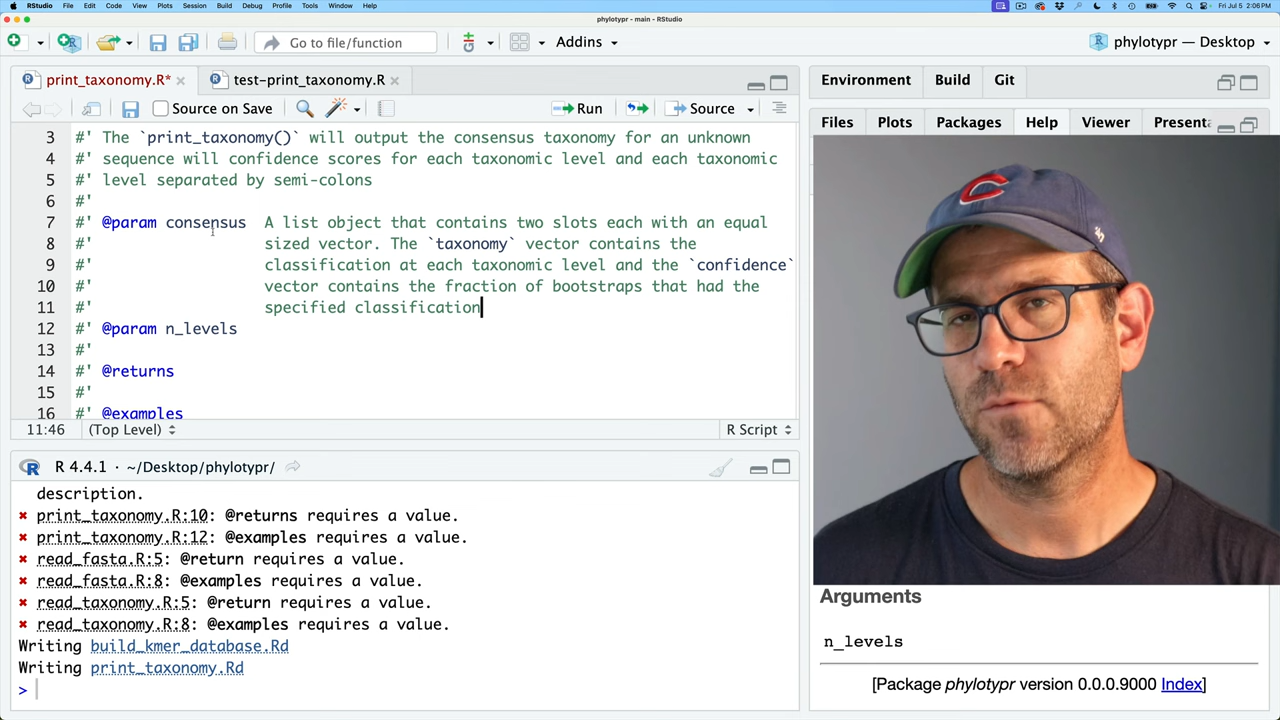 RStudio File Edit Code View Plots Session Build Debug Profile Tools Window Help Fri Jul 5 2:06 PM
phylotypr - main - RStudio
Go to file/function Addins phylotypr — Desktop
print_taxonomy.R* test-print_taxonomy.R
Source on Save Run Source
3 #' The `print_taxonomy()` will output the consensus taxonomy for an unknown
4 #' sequence will confidence scores for each taxonomic level and each taxonomic
5 #' level separated by semi-colons
6 #'
7 #' @param consensus A list object that contains two slots each with an equal
8 #' sized vector. The `taxonomy` vector contains the
9 #' classification at each taxonomic level and the `confidence`
10 #' vector contains the fraction of bootstraps that had the
11 #' specified classification
12 #' @param n_levels
13 #'
14 #' @returns
15 #'
16 #' @examples
11:46 (Top Level) R Script
R 4.4.1 · ~/Desktop/phylotypr/
description.
✖ print_taxonomy.R:10: @returns requires a value.
✖ print_taxonomy.R:12: @examples requires a value.
✖ read_fasta.R:5: @return requires a value.
✖ read_fasta.R:8: @examples requires a value.
✖ read_taxonomy.R:5: @return requires a value.
✖ read_taxonomy.R:8: @examples requires a value.
Writing build_kmer_database.Rd
Writing print_taxonomy.Rd
>
Environment Build Git
Files Plots Packages Help Viewer Presenta
C
Arguments
n_levels
[Package phylotypr version 0.0.0.9000 Index]